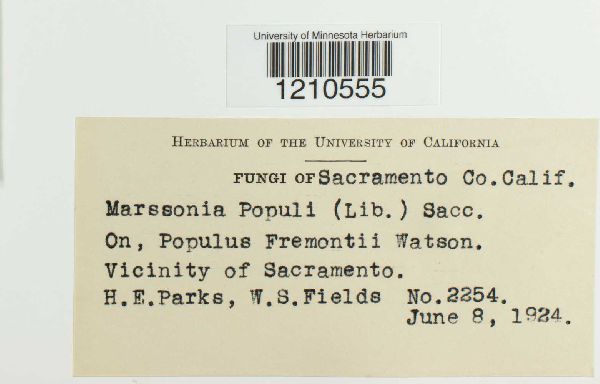 University of Minnesota Herbarium
1210555
HERBARIUM OF THE UNIVERSITY OF CALIFORNIA
FUNGI OF Sacramento Co.Calif.
Marssonia Populi (Lib.) Sacc.
On, Populus Fremontii Watson.
Vicinity of Sacramento.
H.E.Parks, W.S.Fields No.2254.
June 8, 1924.